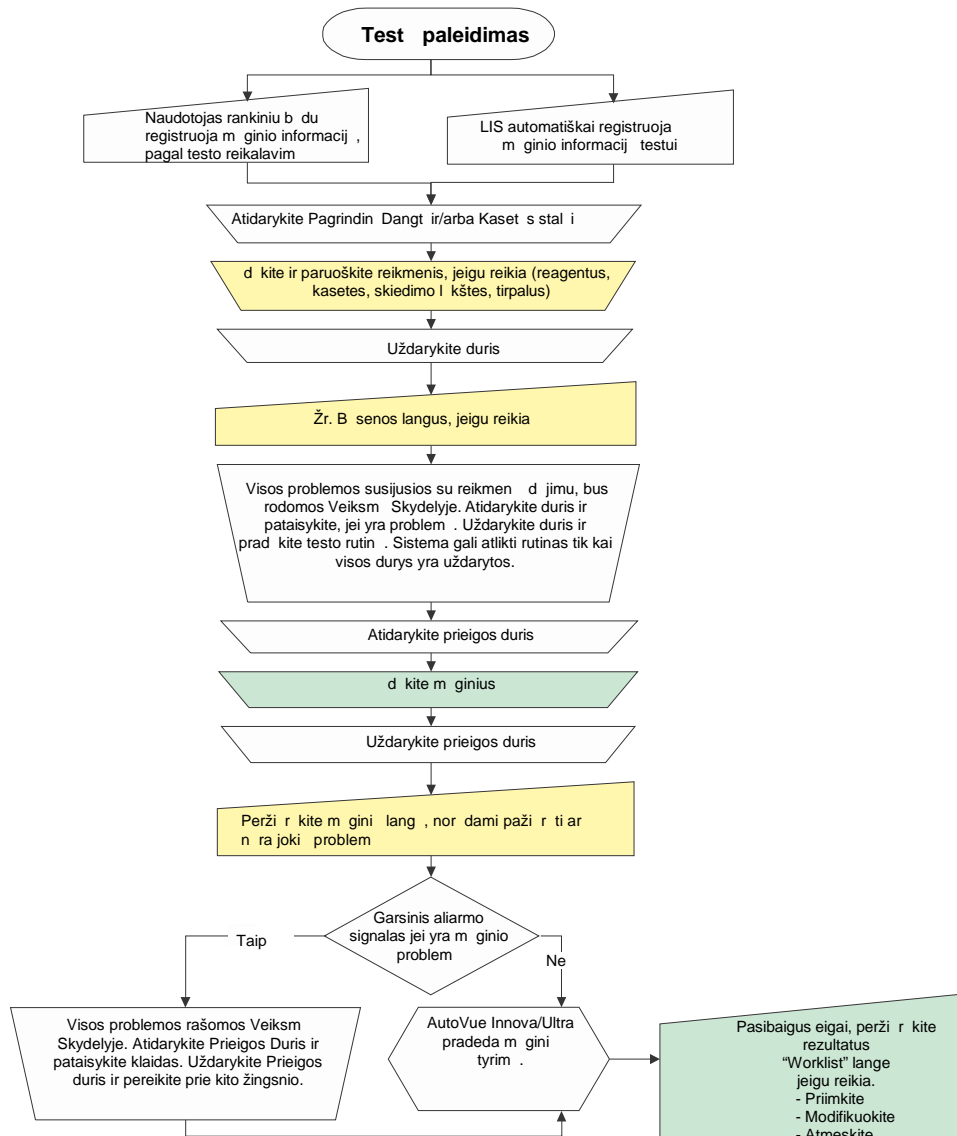 Test paleidimas
Naudotojas rankiniu b du
registruoja m ginio informacij ,
pagal testo reikalavim
LIS automatiškai registruoja
m ginio informacij testui
Atidarykite Pagrindin Dangt ir/arba Kaset s stal i
d kite ir paruoškite reikmenis, jeigu reikia (reagentus,
kasetes, skiedimo l kštes, tirpalus)
Uždarykite duris
Žr. B senos langus, jeigu reikia
Visos problemos susijusios su reikmen d jimu, bus
rodomos Veiksm Skydelyje. Atidarykite duris ir
pataisykite, jei yra problem . Uždarykite duris ir
prad kite testo rutin . Sistema gali atlikti rutinas tik kai
visos durys yra uždarytos.
Atidarykite prieigos duris
d kite m ginius
Uždarykite prieigos duris
Perži r kite m gini lang , nor dami paži r ti ar
n ra joki problem
Garsinis aliarmo
signalas jei yra m ginio
problem
Taip
Ne
Visos problemos rašomos Veiksm
Skydelyje. Atidarykite Prieigos Duris ir
pataisykite klaidas. Uždarykite Prieigos
duris ir pereikite prie kito žingsnio.
AutoVue Innova/Ultra
pradeda m gini
tyrim .
Pasibaigus eigai, perži r kite
rezultatus
“Worklist” lange
jeigu reikia.
- Priimkite
- Modifikuokite
- Atmeskite